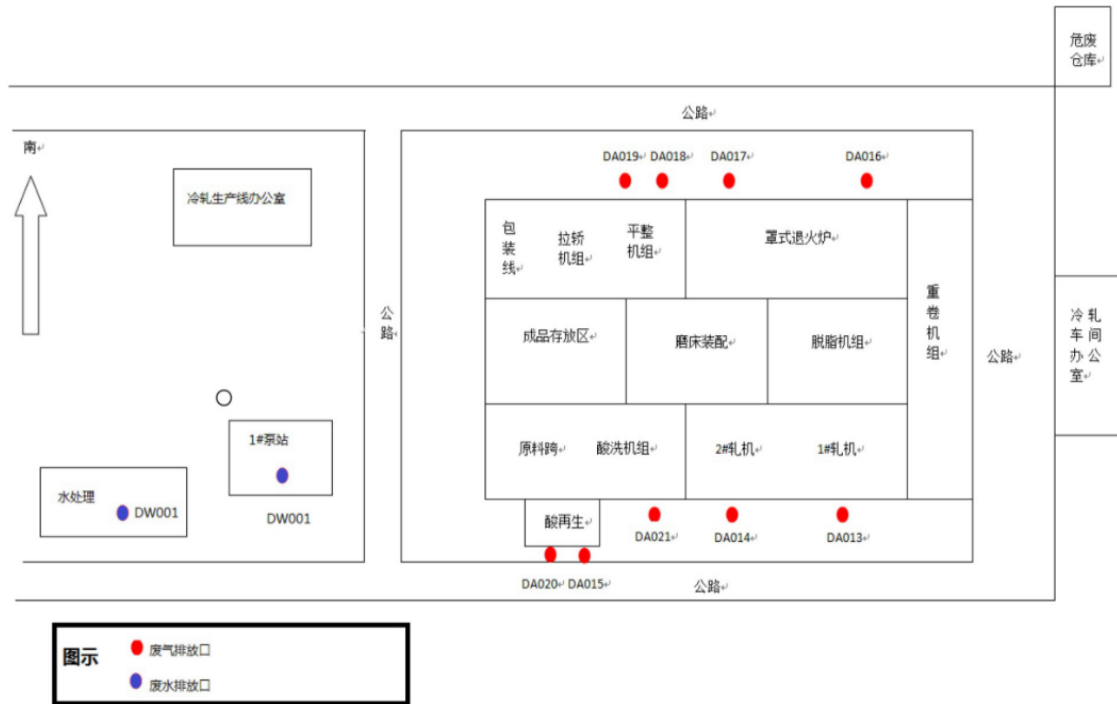 危废
仓库
公路
南
DA019
DA018
DA017
DA016
冷轧生产线办公室
包
装
线
拉轿
机组
平整
机组
罩式退火炉
重
卷
机
组
公
路
成品存放区
磨床装配
脱脂机组
公路
冷 轧
车 间
办 公
室
1#泵站
原料跨
酸洗机组
2#轧机
1#轧机
水处理
DW001
DW001
酸再生
DA021
DA014
DA013
DA020
DA015
公路
图示
废气排放口
废水排放口